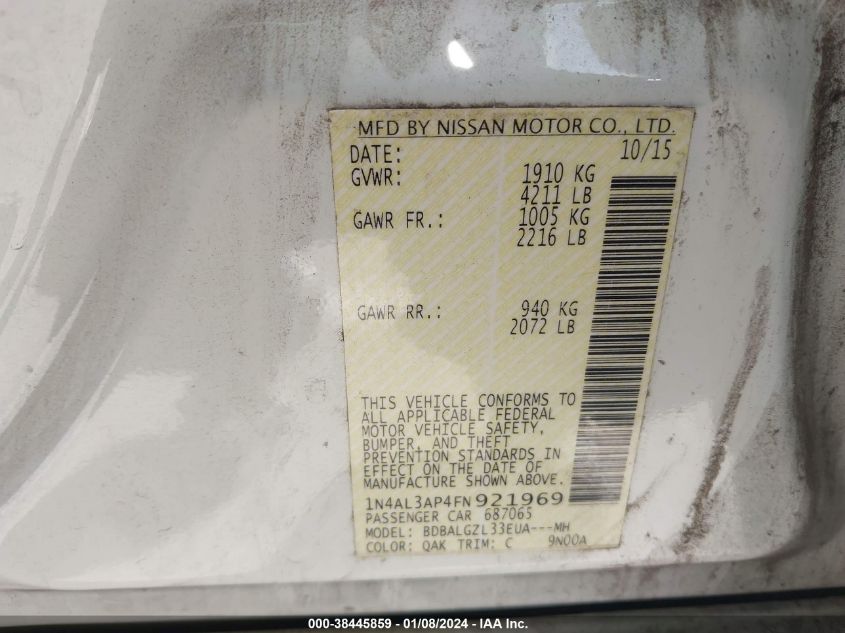 MFD BY NISSAN MOTOR CO., LTD.
DATE: 10/15
GVWR: 1910 KG
4211 LB
GAWR FR.: 1005 KG
2216 LB
GAWR RR.: 940 KG
2072 LB
THIS VEHICLE CONFORMS TO
ALL APPLICABLE FEDERAL
MOTOR VEHICLE SAFETY,
BUMPER, AND THEFT
PREVENTION STANDARDS IN
EFFECT ON THE DATE OF
MANUFACTURE SHOWN ABOVE.
1N4AL3AP4FN921969
PASSENGER CAR 687065
MODEL: BDBALGZL33EUA---MH
COLOR: QAK TRIM: C 9N00A
000-38445859 - 01/08/2024 - IAA Inc.